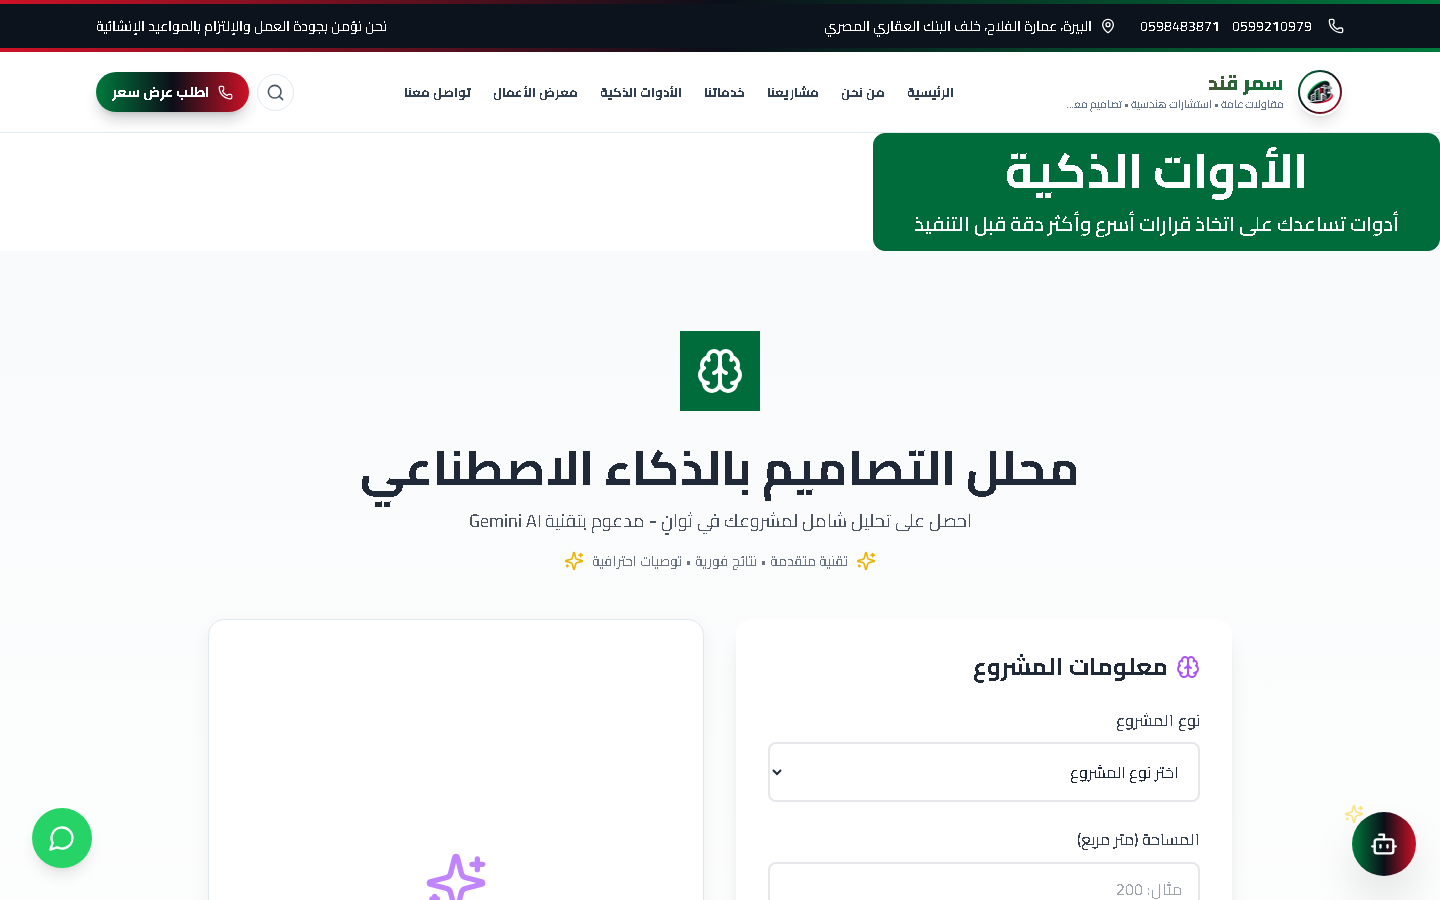 0599210979 0598483871 البيرة، عمارة الفلاح، خلف البنك العقاري المصري
نحن نؤمن بجودة العمل والإلتزام بالمواعيد الإنشائية
سمر قند
مقاولات عامة • استشارات هندسية • تصاميم مع...
الرئيسية من نحن مشاريعنا خدماتنا الأدوات الذكية معرض الأعمال تواصل معنا
اطلب عرض سعر
الأدوات الذكية
أدوات تساعدك على اتخاذ قرارات أسرع وأكثر دقة قبل التنفيذ
محلل التصاميم بالذكاء الاصطناعي
احصل على تحليل شامل لمشروعك في ثوانٍ - مدعوم بتقنية Gemini AI
تقنية متقدمة • نتائج فورية • توصيات احترافية
معلومات المشروع
نوع المشروع
اختر نوع المشروع
المساحة (متر مربع)
مثال: 200